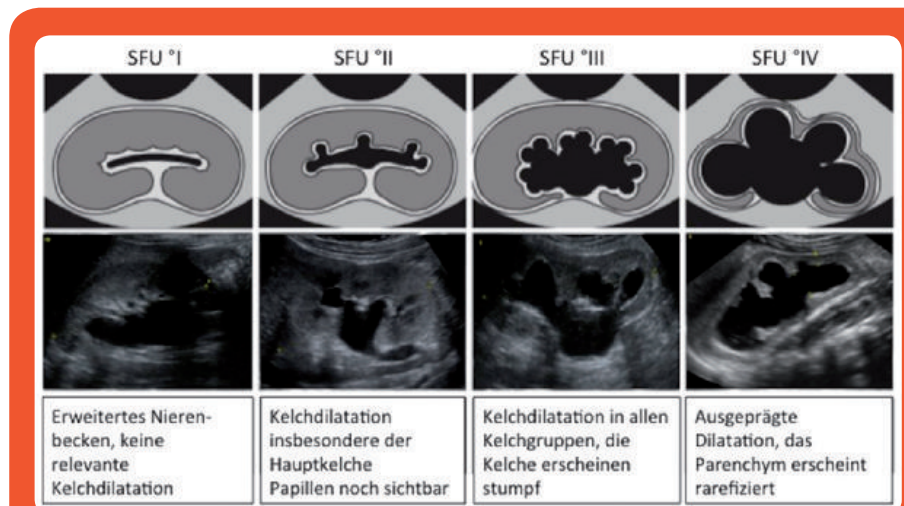 SFU °I
SFU °II
SFU °III
SFU °IV
Erweitertes Nieren-
becken, keine
relevante
Kelchdilatation
Kelchdilatation
insbesondere der
Hauptkelche
Papillen noch sichtbar
Kelchdilatation in allen
Kelchgruppen, die
Kelche erscheinen
stumpf
Ausgeprägte
Dilatation, das
Parenchym erscheint
rarefiziert